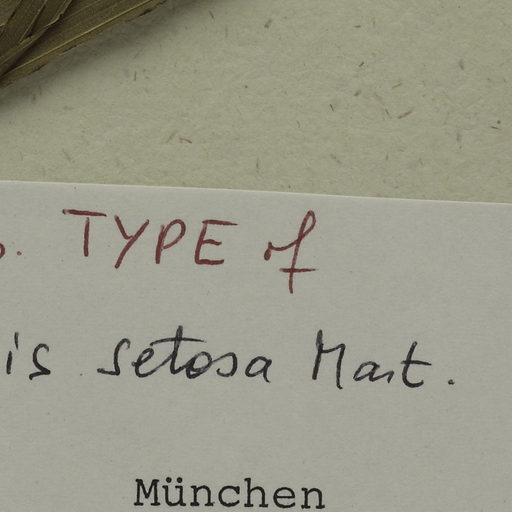 . TYPE of
is setosa Mart.
München